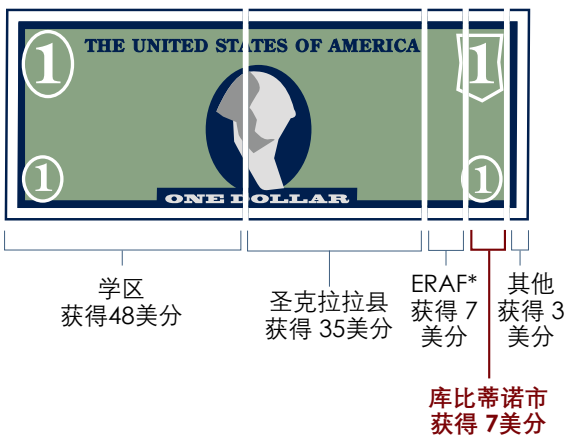 1
THE UNITED STATES OF AMERICA
1
1
1
ONE DOLLAR
学区
获得48美分
圣克拉拉县
获得 35美分
ERAF*
获得 7
美分
其他
获得 3
美分
库比蒂诺市
获得 7美分